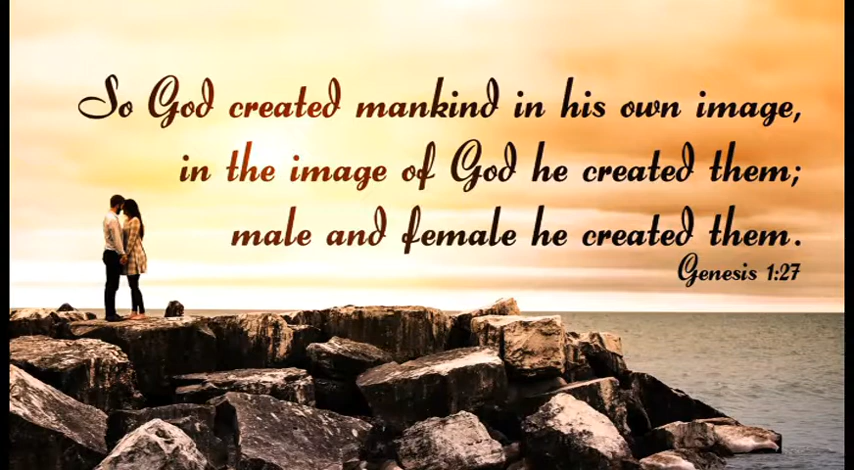 So God created mankind in his own image,
in the image of God he created them;
male and female he created them.
Genesis 1:27